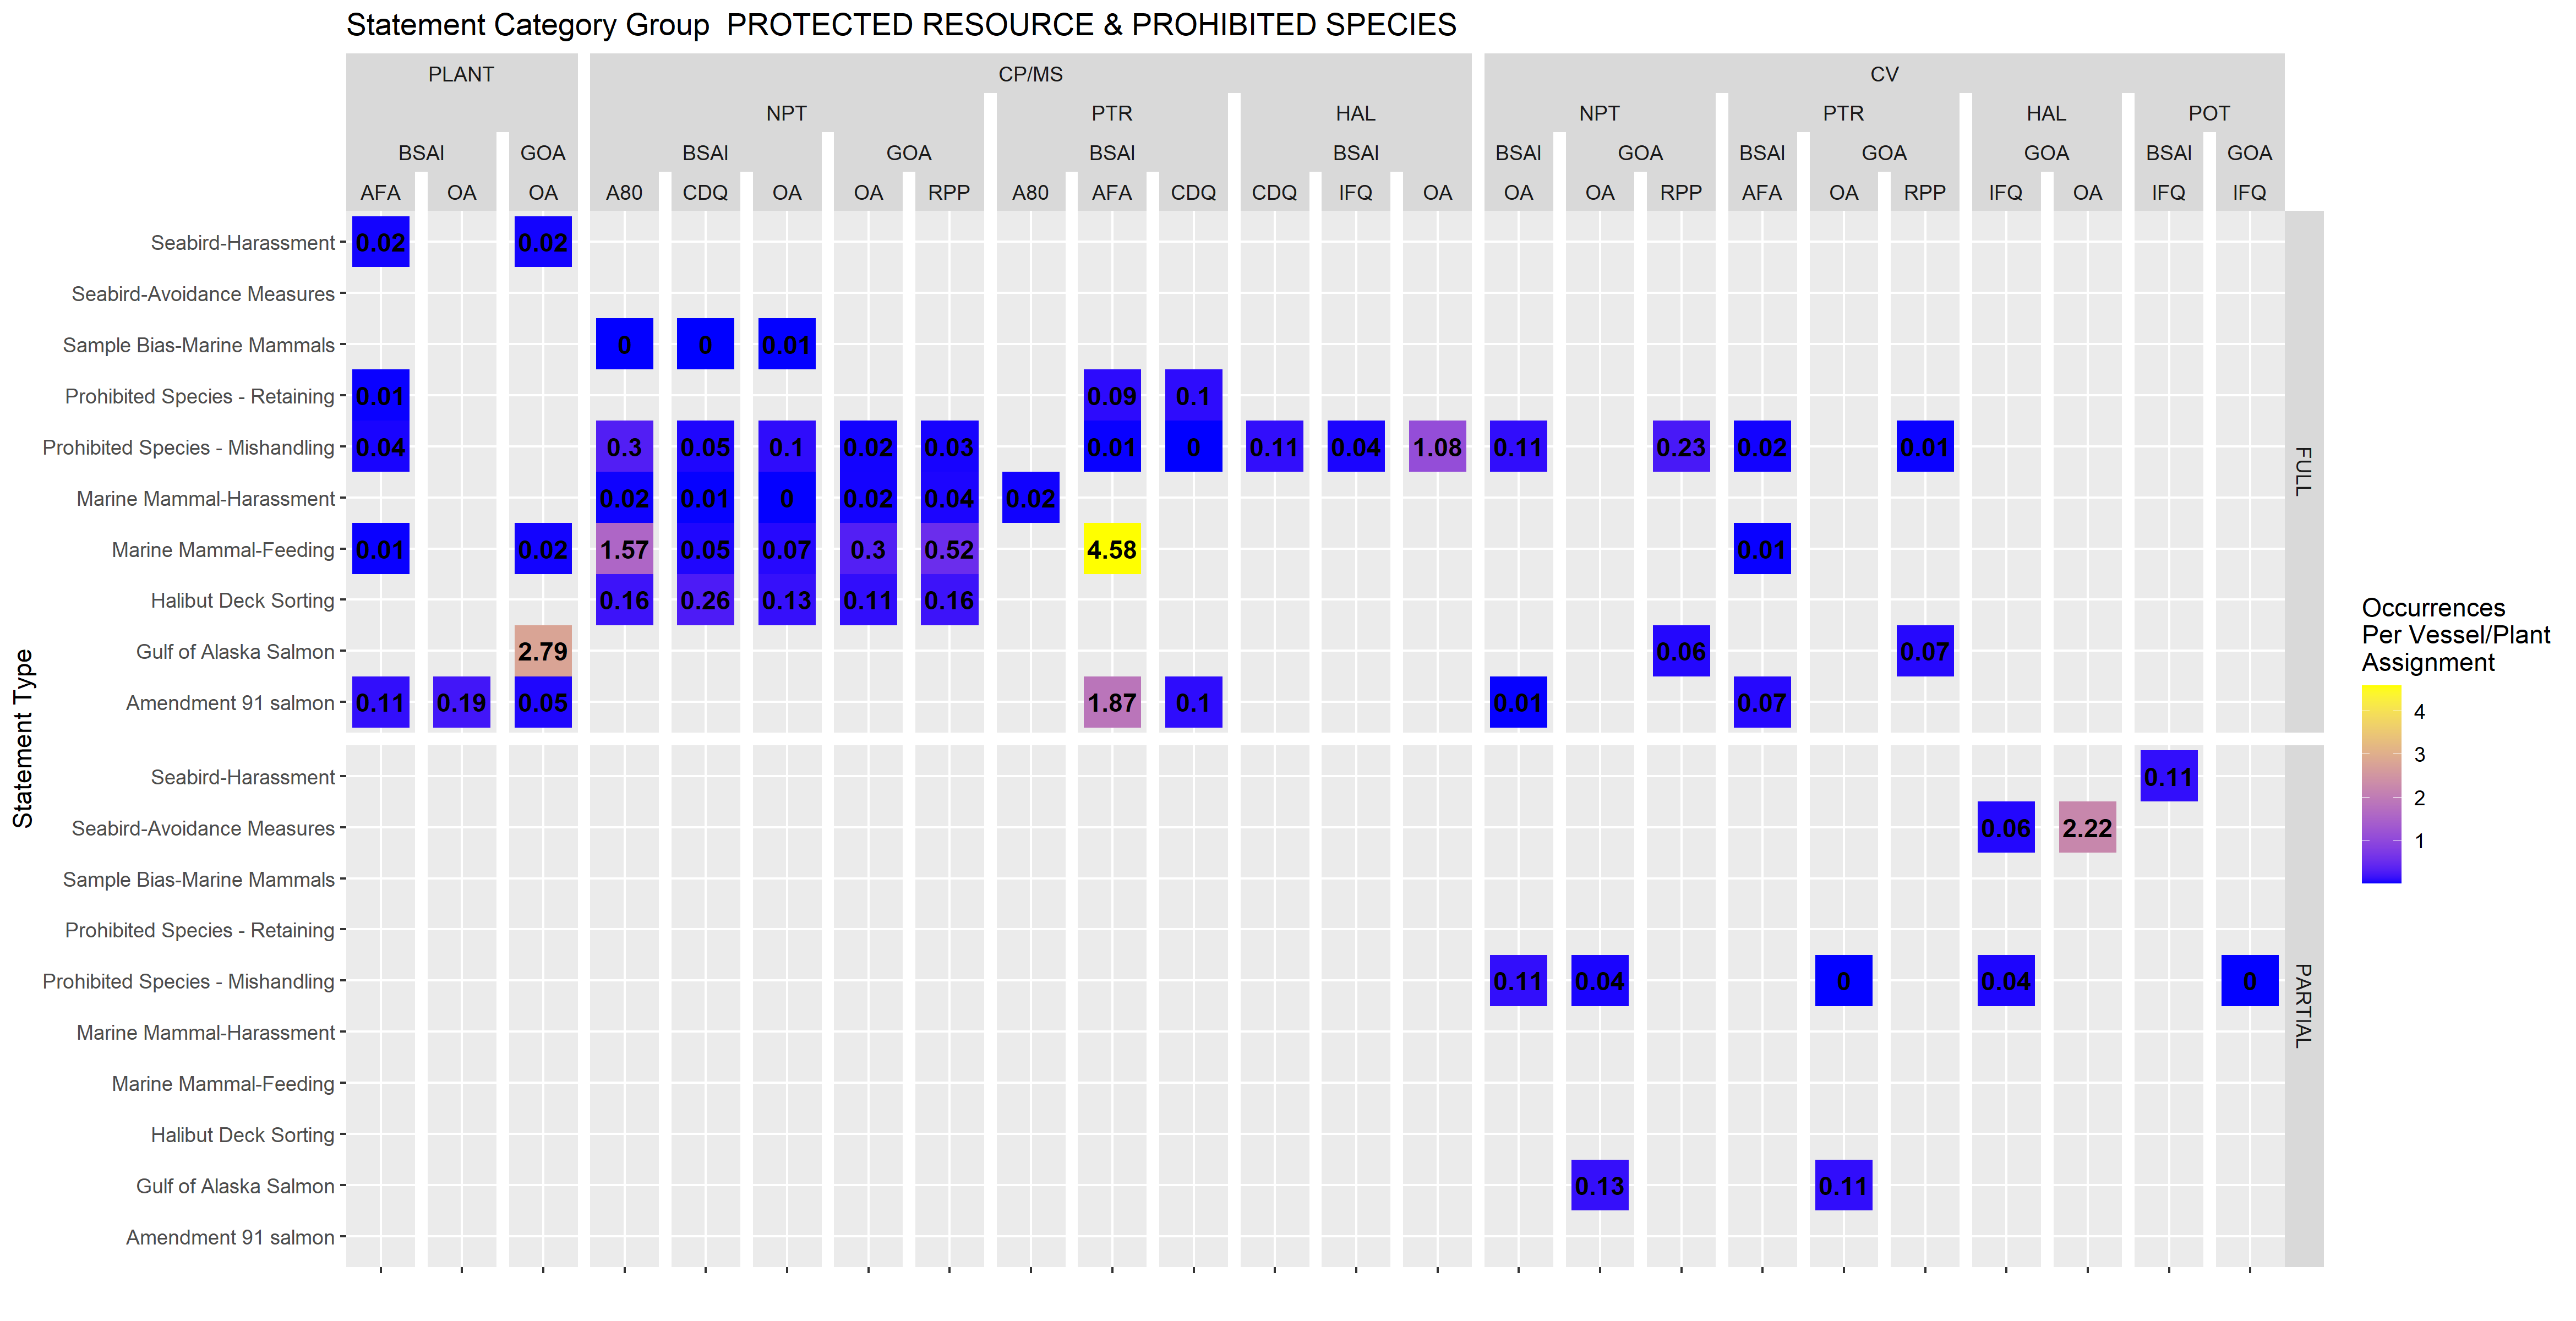 Statement Category Group  PROTECTED RESOURCE & PROHIBITED SPECIES
PLANT CP/MS CV
NPT PTR HAL NPT PTR HAL POT
BSAI GOA BSAI GOA BSAI BSAI BSAI GOA BSAI GOA GOA BSAI GOA
AFA OA OA A80 CDQ OA OA RPP A80 AFA CDQ CDQ IFQ OA OA OA RPP AFA OA RPP IFQ OA IFQ IFQ
Seabird-Harassment 0.02 0.02
Seabird-Avoidance Measures
Sample Bias-Marine Mammals 0 0 0.01
Prohibited Species - Retaining 0.01 0.09 0.1
Prohibited Species - Mishandling 0.04 0.3 0.05 0.1 0.02 0.03 0.01 0 0.11 0.04 1.08 0.11 0.23 0.02 0.01
Marine Mammal-Harassment 0.02 0.01 0 0.02 0.04 0.02
Marine Mammal-Feeding 0.01 0.02 1.57 0.05 0.07 0.3 0.52 4.58 0.01
Halibut Deck Sorting 0.16 0.26 0.13 0.11 0.16
Gulf of Alaska Salmon 2.79 0.06 0.07
Amendment 91 salmon 0.11 0.19 0.05 1.87 0.1 0.01 0.07
FULL
Seabird-Harassment 0.11
Seabird-Avoidance Measures 0.06 2.22
Sample Bias-Marine Mammals
Prohibited Species - Retaining
Prohibited Species - Mishandling 0.11 0.04 0 0.04 0
Marine Mammal-Harassment
Marine Mammal-Feeding
Halibut Deck Sorting
Gulf of Alaska Salmon 0.13 0.11
Amendment 91 salmon
PARTIAL
Statement Type
Occurrences
Per Vessel/Plant
Assignment
4
3
2
1